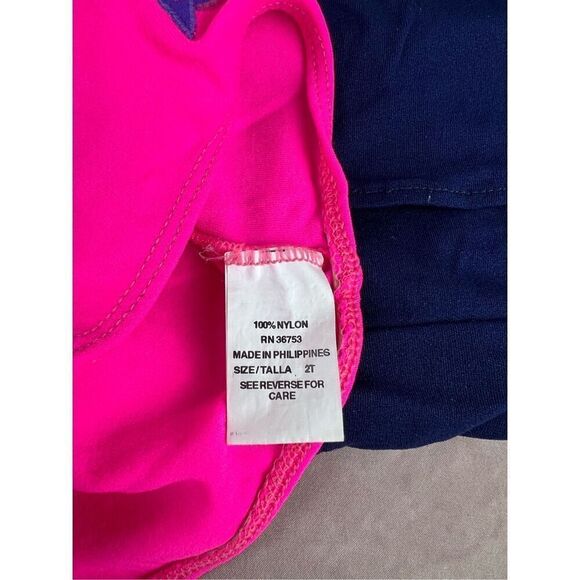 100% NYLON
RN 36753
MADE IN PHILIPPINES
SIZE/TALLA 2T
SEE REVERSE FOR
CARE